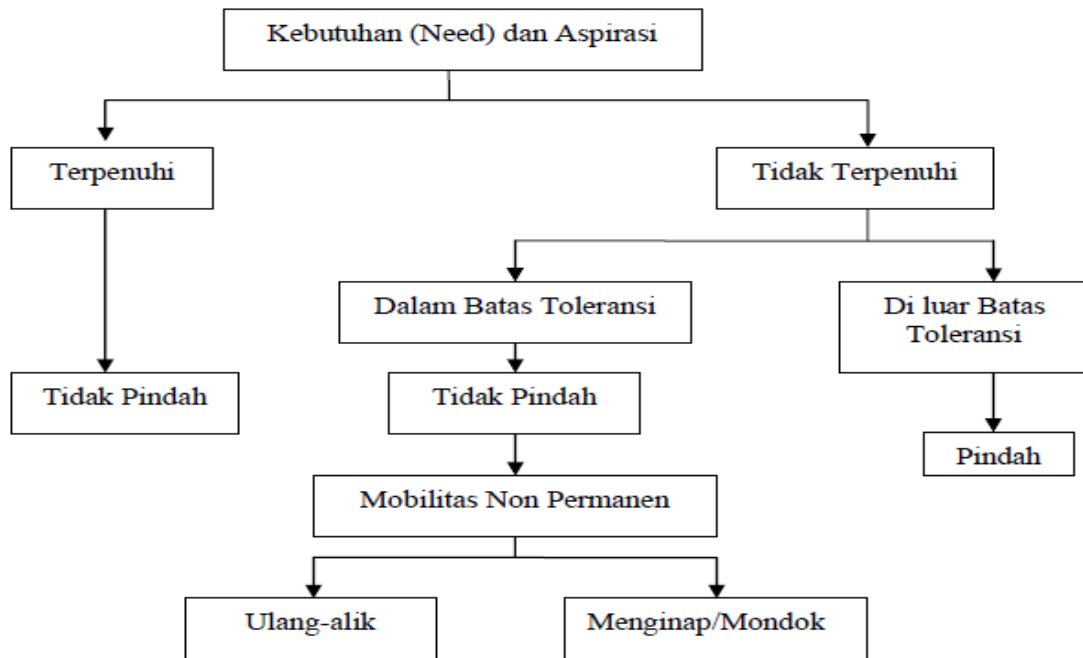 Kebutuhan (Need) dan Aspirasi
Terpenuhi
Tidak Terpenuhi
Dalam Batas Toleransi
Di luar Batas
Toleransi
Tidak Pindah
Tidak Pindah
Pindah
Mobilitas Non Permanen
Ulang-alik
Menginap/Mondok